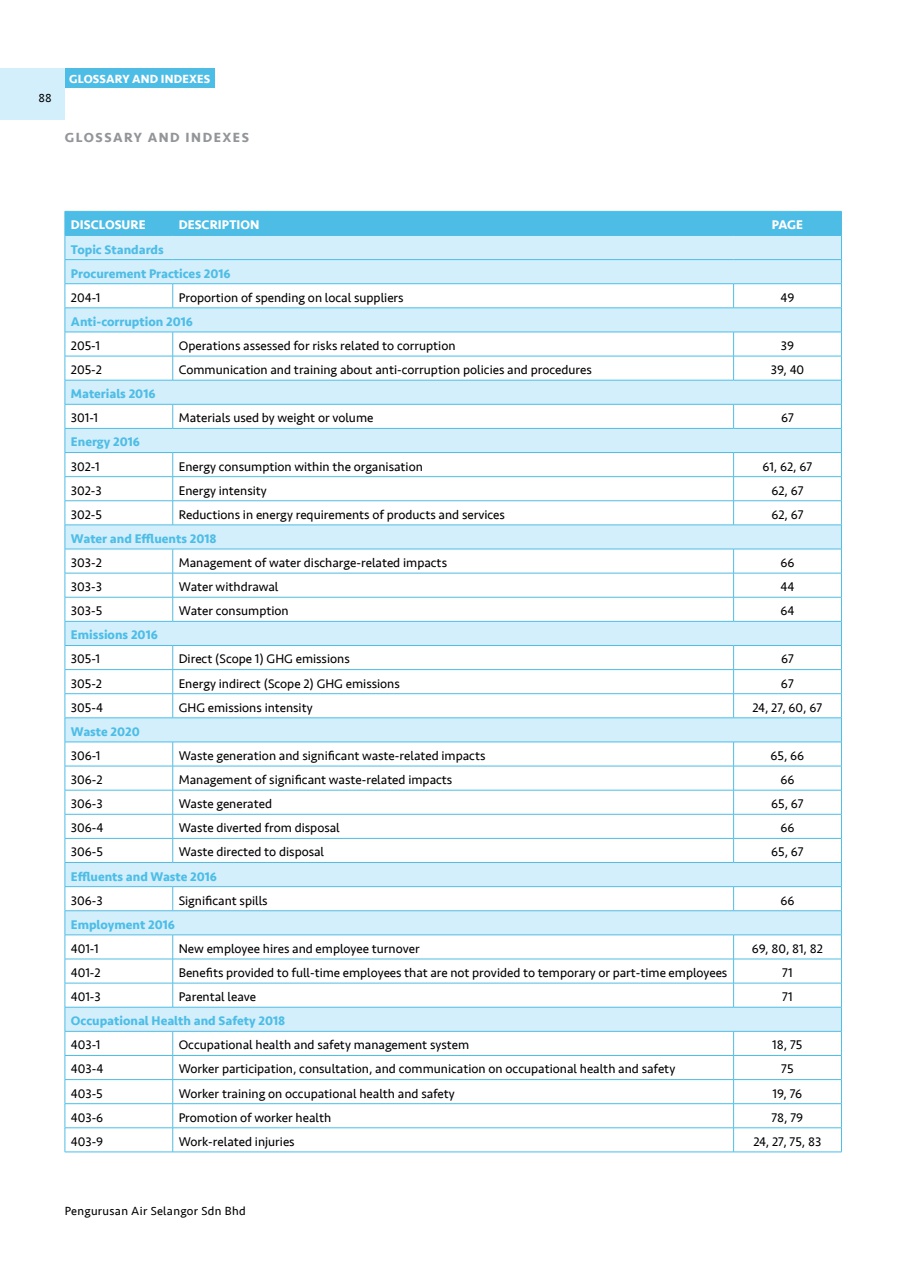 GLOSSARY AND INDEXES
88
GLOSSARY AND INDEXES
DISCLOSURE DESCRIPTION PAGE
Topic Standards
Procurement Practices 2016
204-1 Proportion of spending on local suppliers 49
Anti-corruption 2016
205-1 Operations assessed for risks related to corruption 39
205-2 Communication and training about anti-corruption policies and procedures 39, 40
Materials 2016
301-1 Materials used by weight or volume 67
Energy 2016
302-1 Energy consumption within the organisation 61, 62, 67
302-3 Energy intensity 62, 67
302-5 Reductions in energy requirements of products and services 62, 67
Water and Effluents 2018
303-2 Management of water discharge-related impacts 66
303-3 Water withdrawal 44
303-5 Water consumption 64
Emissions 2016
305-1 Direct (Scope 1) GHG emissions 67
305-2 Energy indirect (Scope 2) GHG emissions 67
305-4 GHG emissions intensity 24, 27, 60, 67
Waste 2020
306-1 Waste generation and significant waste-related impacts 65, 66
306-2 Management of significant waste-related impacts 66
306-3 Waste generated 65, 67
306-4 Waste diverted from disposal 66
306-5 Waste directed to disposal 65, 67
Effluents and Waste 2016
306-3 Significant spills 66
Employment 2016
401-1 New employee hires and employee turnover 69, 80, 81, 82
401-2 Benefits provided to full-time employees that are not provided to temporary or part-time employees 71
401-3 Parental leave 71
Occupational Health and Safety 2018
403-1 Occupational health and safety management system 18, 75
403-4 Worker participation, consultation, and communication on occupational health and safety 75
403-5 Worker training on occupational health and safety 19, 76
403-6 Promotion of worker health 78, 79
403-9 Work-related injuries 24, 27, 75, 83
Pengurusan Air Selangor Sdn Bhd